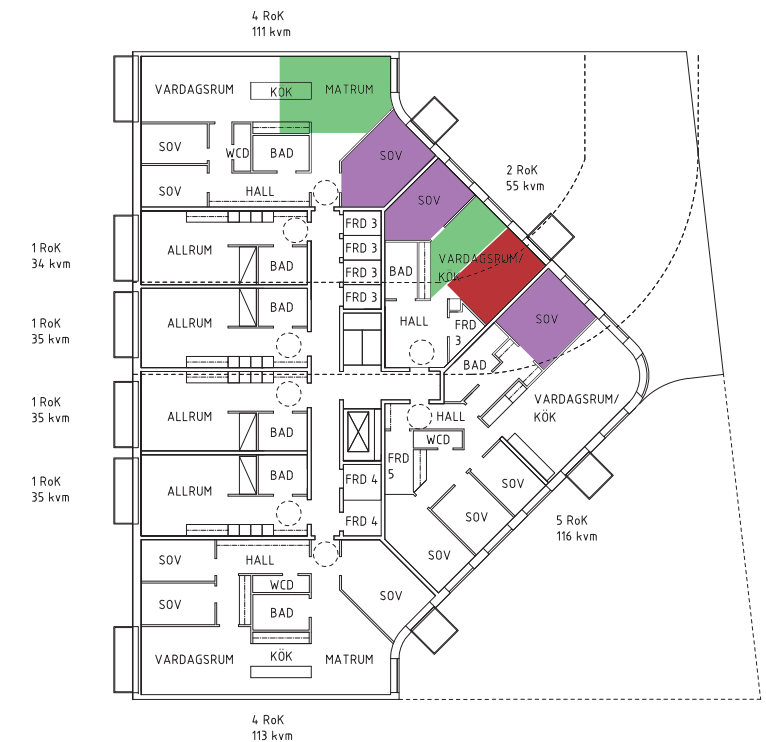 4 RoK
111 kvm
VARDAGSRUM
KÖK
MATRUM
SOV
WCD
BAD
SOV
SOV
HALL
SOV
2 RoK
55 kvm
1 RoK
34 kvm
ALLRUM
BAD
FRD 3
FRD 3
FRD 3
FRD 3
BAD
VARDAGSRUM/
KÖK
HALL
FRD
3
SOV
1 RoK
35 kvm
ALLRUM
BAD
BAD
VARDAGSRUM/
KÖK
1 RoK
35 kvm
ALLRUM
BAD
HALL
WCD
FRD
5
SOV
SOV
SOV
1 RoK
35 kvm
ALLRUM
BAD
FRD 4
FRD 4
5 RoK
116 kvm
SOV
HALL
WCD
SOV
BAD
SOV
VARDAGSRUM
KÖK
MATRUM
4 RoK
113 kvm